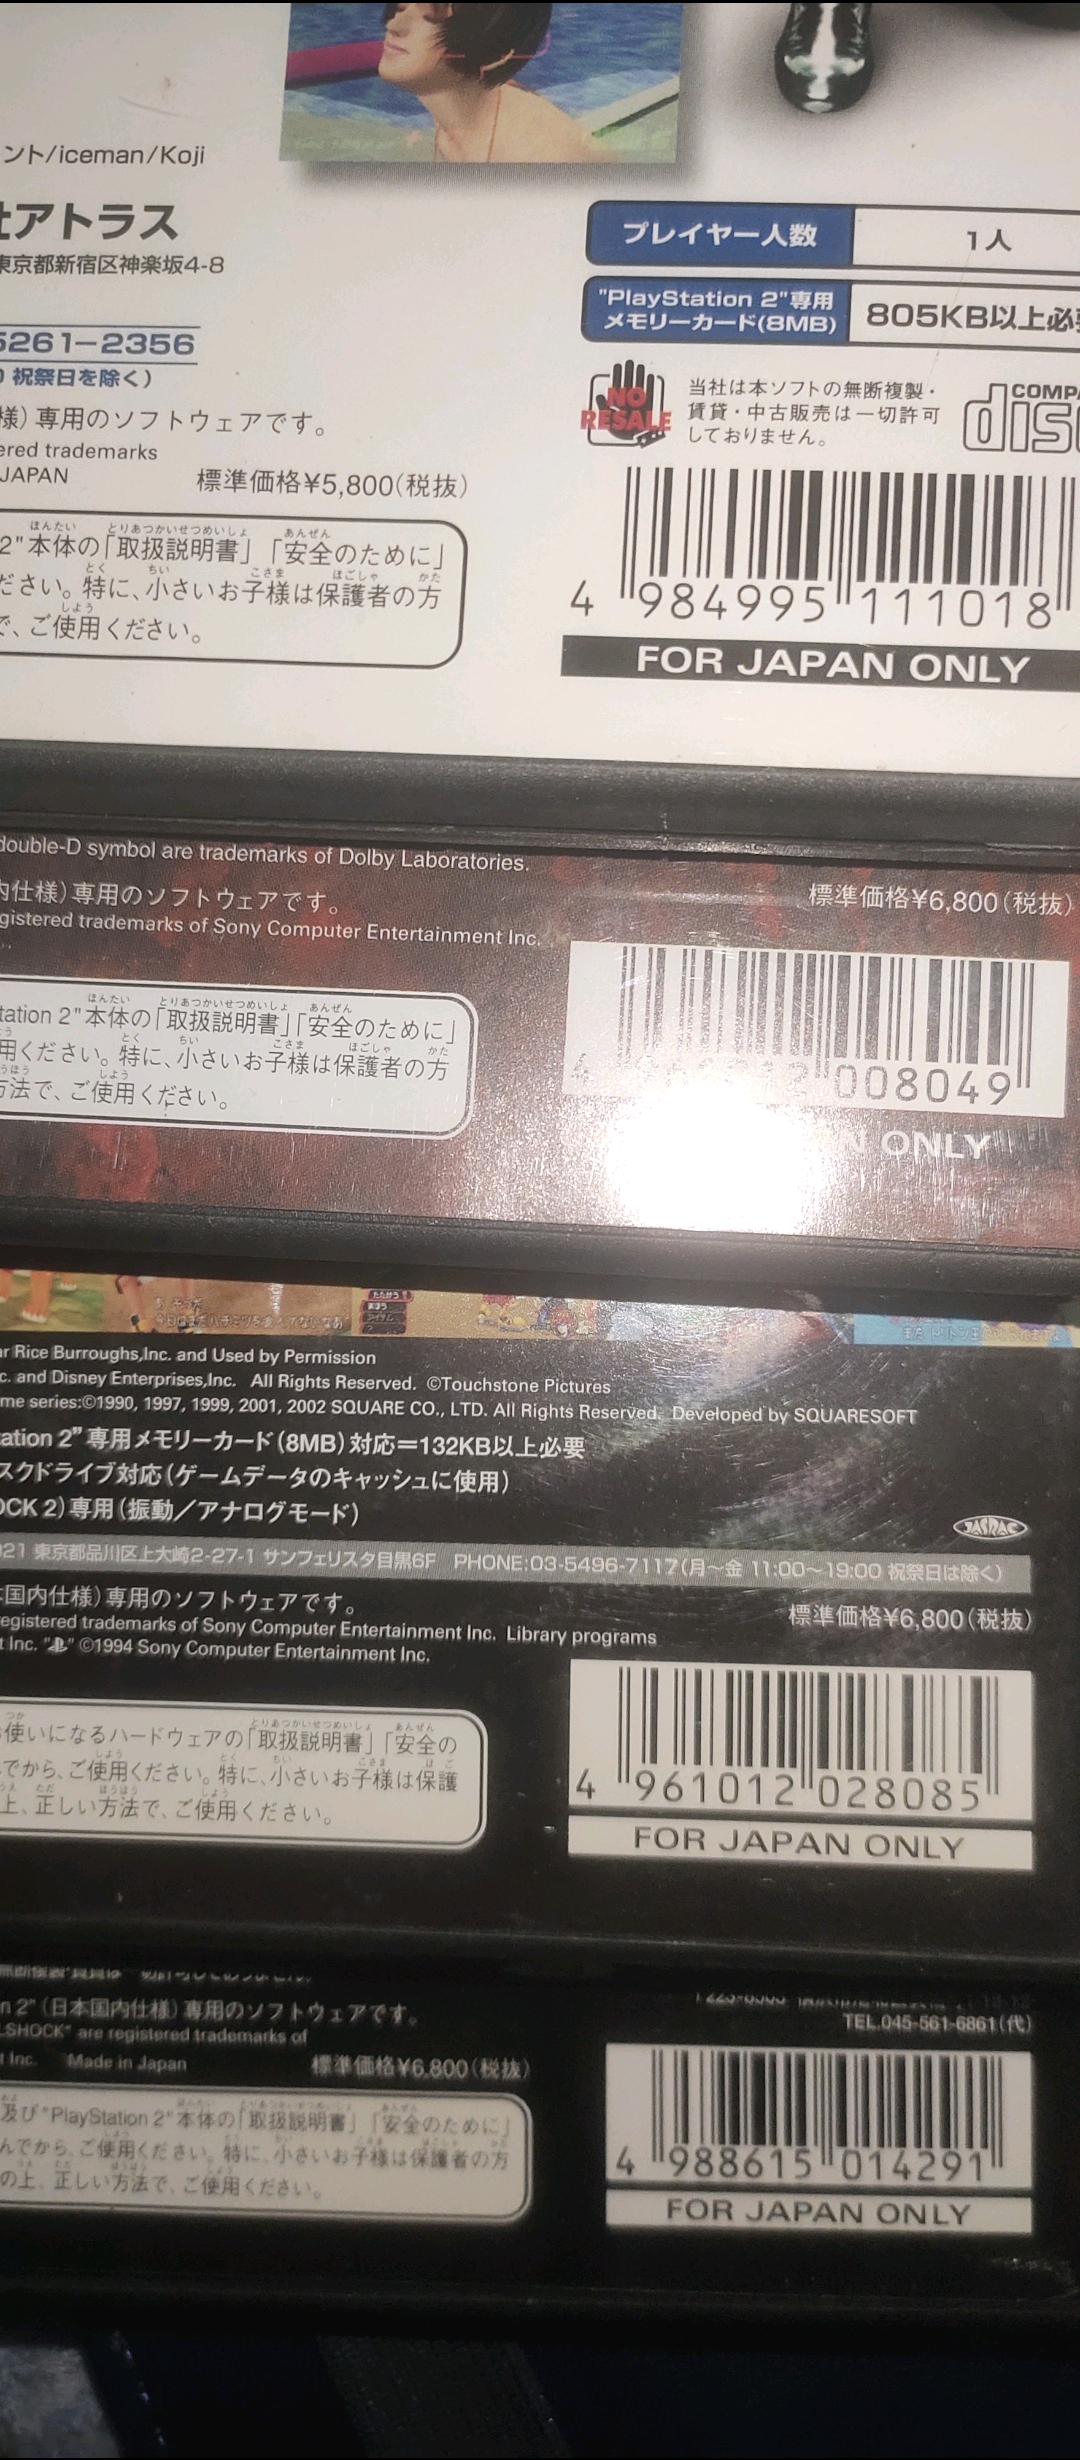 ント/iceman/Koji
アトラス
東京都新宿区神楽坂4-8
5261-2356
祝祭日を除く)
様)専用のソフトウェアです。
ered trademarks
JAPAN
標準価格¥5,800(税抜)
プレイヤー人数
1人
"PlayStation 2"専用
メモリーカード(8MB)
805KB以上必要
NO
RESALE
当社は本ソフトの無断複製・
賃貸・中古販売は一切許可
しておりません。
COMPA
disc
2"本体の「取扱説明書」「安全のために」
ださい。特に、小さいお子様は保護者の方
で、ご使用ください。
4 984995 111018
FOR JAPAN ONLY
double-D symbol are trademarks of Dolby Laboratories.
内仕様)専用のソフトウェアです。
gistered trademarks of Sony Computer Entertainment Inc.
標準価格¥6,800(税抜)
tation 2"本体の「取扱説明書」「安全のために」
用ください。特に、小さいお子様は保護者の方
方法で、ご使用ください。
4 12 008049
N ONLY
たたかう
まほう
アイテム
r Rice Burroughs,Inc. and Used by Permission
c. and Disney Enterprises,Inc. All Rights Reserved. ©Touchstone Pictures
me series:©1990, 1997, 1999, 2001, 2002 SQUARE CO., LTD. All Rights Reserved. Developed by SQUARESOFT
tation 2"専用メモリーカード(8MB)対応=132KB以上必要
スクドライブ対応(ゲームデータのキャッシュに使用)
OCK 2)専用(振動/アナログモード)
JASRAC
021 東京都品川区上大崎2-27-1 サンフェリスタ目黒6F PHONE:03-5496-7117(月~金 11:00~19:00 祝祭日は除く)
国内仕様)専用のソフトウェアです。
registered trademarks of Sony Computer Entertainment Inc. Library programs
t Inc. ©1994 Sony Computer Entertainment Inc.
標準価格¥6,800(税抜)
使いになるハードウェアの「取扱説明書」「安全の
でから、ご使用ください。特に、小さいお子様は保護
上、正しい方法で、ご使用ください。
4 961012 028085
FOR JAPAN ONLY
n 2"(日本国内仕様)専用のソフトウェアです。
LSHOCK" are registered trademarks of
t Inc. Made in Japan
標準価格¥6,800(税抜)
TEL.045-561-6861(代)
及び"PlayStation 2"本体の「取扱説明書」「安全のために」
んでから、ご使用ください。特に、小さいお子様は保護者の方
の上、正しい方法で、ご使用ください。
4 988615 014291
FOR JAPAN ONLY